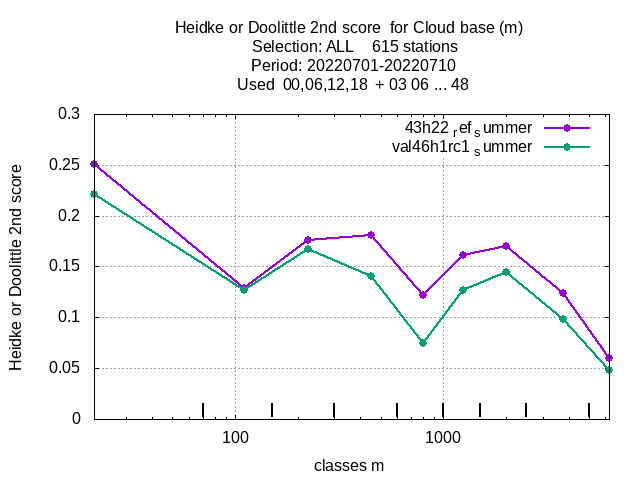 Heidke or Doolittle 2nd score  for Cloud base (m)
Selection: ALL    615 stations
Period: 20220701-20220710
Used  00,06,12,18  + 03 06 ... 48
0.3
43h22 ref summer
val46h1rc1 summer
0.25
0.2
0.15
0.1
0.05
0
Heidke or Doolittle 2nd score
100
1000
classes m